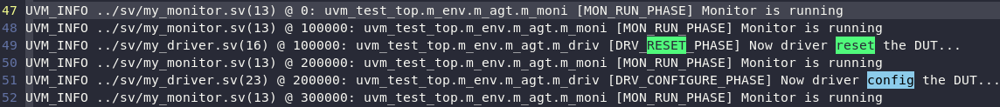 47 UVM_INFO ../sv/my_monitor.sv(13) @ 0: uvm_test_top.m_env.m_agt.m_moni [MON_RUN_PHASE] Monitor is running
48 UVM_INFO ../sv/my_monitor.sv(13) @ 100000: uvm_test_top.m_env.m_agt.m_moni [MON_RUN_PHASE] Monitor is running
49 UVM_INFO ../sv/my_driver.sv(16) @ 100000: uvm_test_top.m_env.m_agt.m_driv [DRV_RESET_PHASE] Now driver reset the DUT...
50 UVM_INFO ../sv/my_monitor.sv(13) @ 200000: uvm_test_top.m_env.m_agt.m_moni [MON_RUN_PHASE] Monitor is running
51 UVM_INFO ../sv/my_driver.sv(23) @ 200000: uvm_test_top.m_env.m_agt.m_driv [DRV_CONFIGURE_PHASE] Now driver config the DUT...
52 UVM_INFO ../sv/my_monitor.sv(13) @ 300000: uvm_test_top.m_env.m_agt.m_moni [MON_RUN_PHASE] Monitor is running